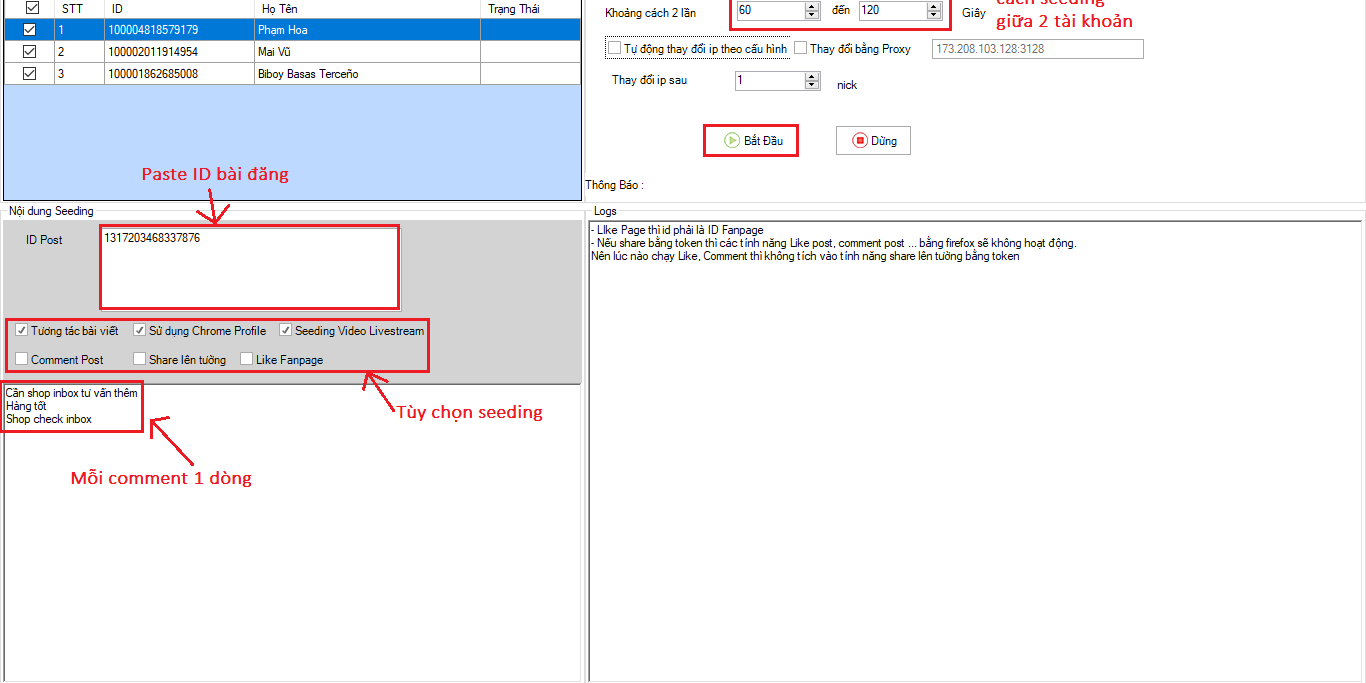 STT ID Họ Tên Trạng Thái
1 100004818579179 Phạm Hoa
2 100002011914954 Mai Vũ
3 100001862685008 Biboy Basas Terceño
Paste ID bài đăng
Nội dung Seeding
ID Post
1317203468337876
Tương tác bài viết Sử dụng Chrome Profile Seeding Video Livestream
Comment Post Share lên tường Like Fanpage
Cần shop inbox tư vấn thêm
Hàng tốt
Shop check inbox
Tùy chọn seeding
Mỗi comment 1 dòng
Khoảng cách 2 lần 60 đến 120 Giây
cách seeding
giữa 2 tài khoản
Tự động thay đổi ip theo cấu hình Thay đổi bằng Proxy 173.208.103.128:3128
Thay đổi ip sau 1 nick
Bắt Đầu Dừng
Thông Báo :
Logs
- LIke Page thì id phải là ID Fanpage
- Nếu share bằng token thì các tính năng Like post, comment post ... bằng firefox sẽ không hoạt động.
Nên lúc nào chạy Like, Comment thì không tích vào tính năng share lên tường bằng token